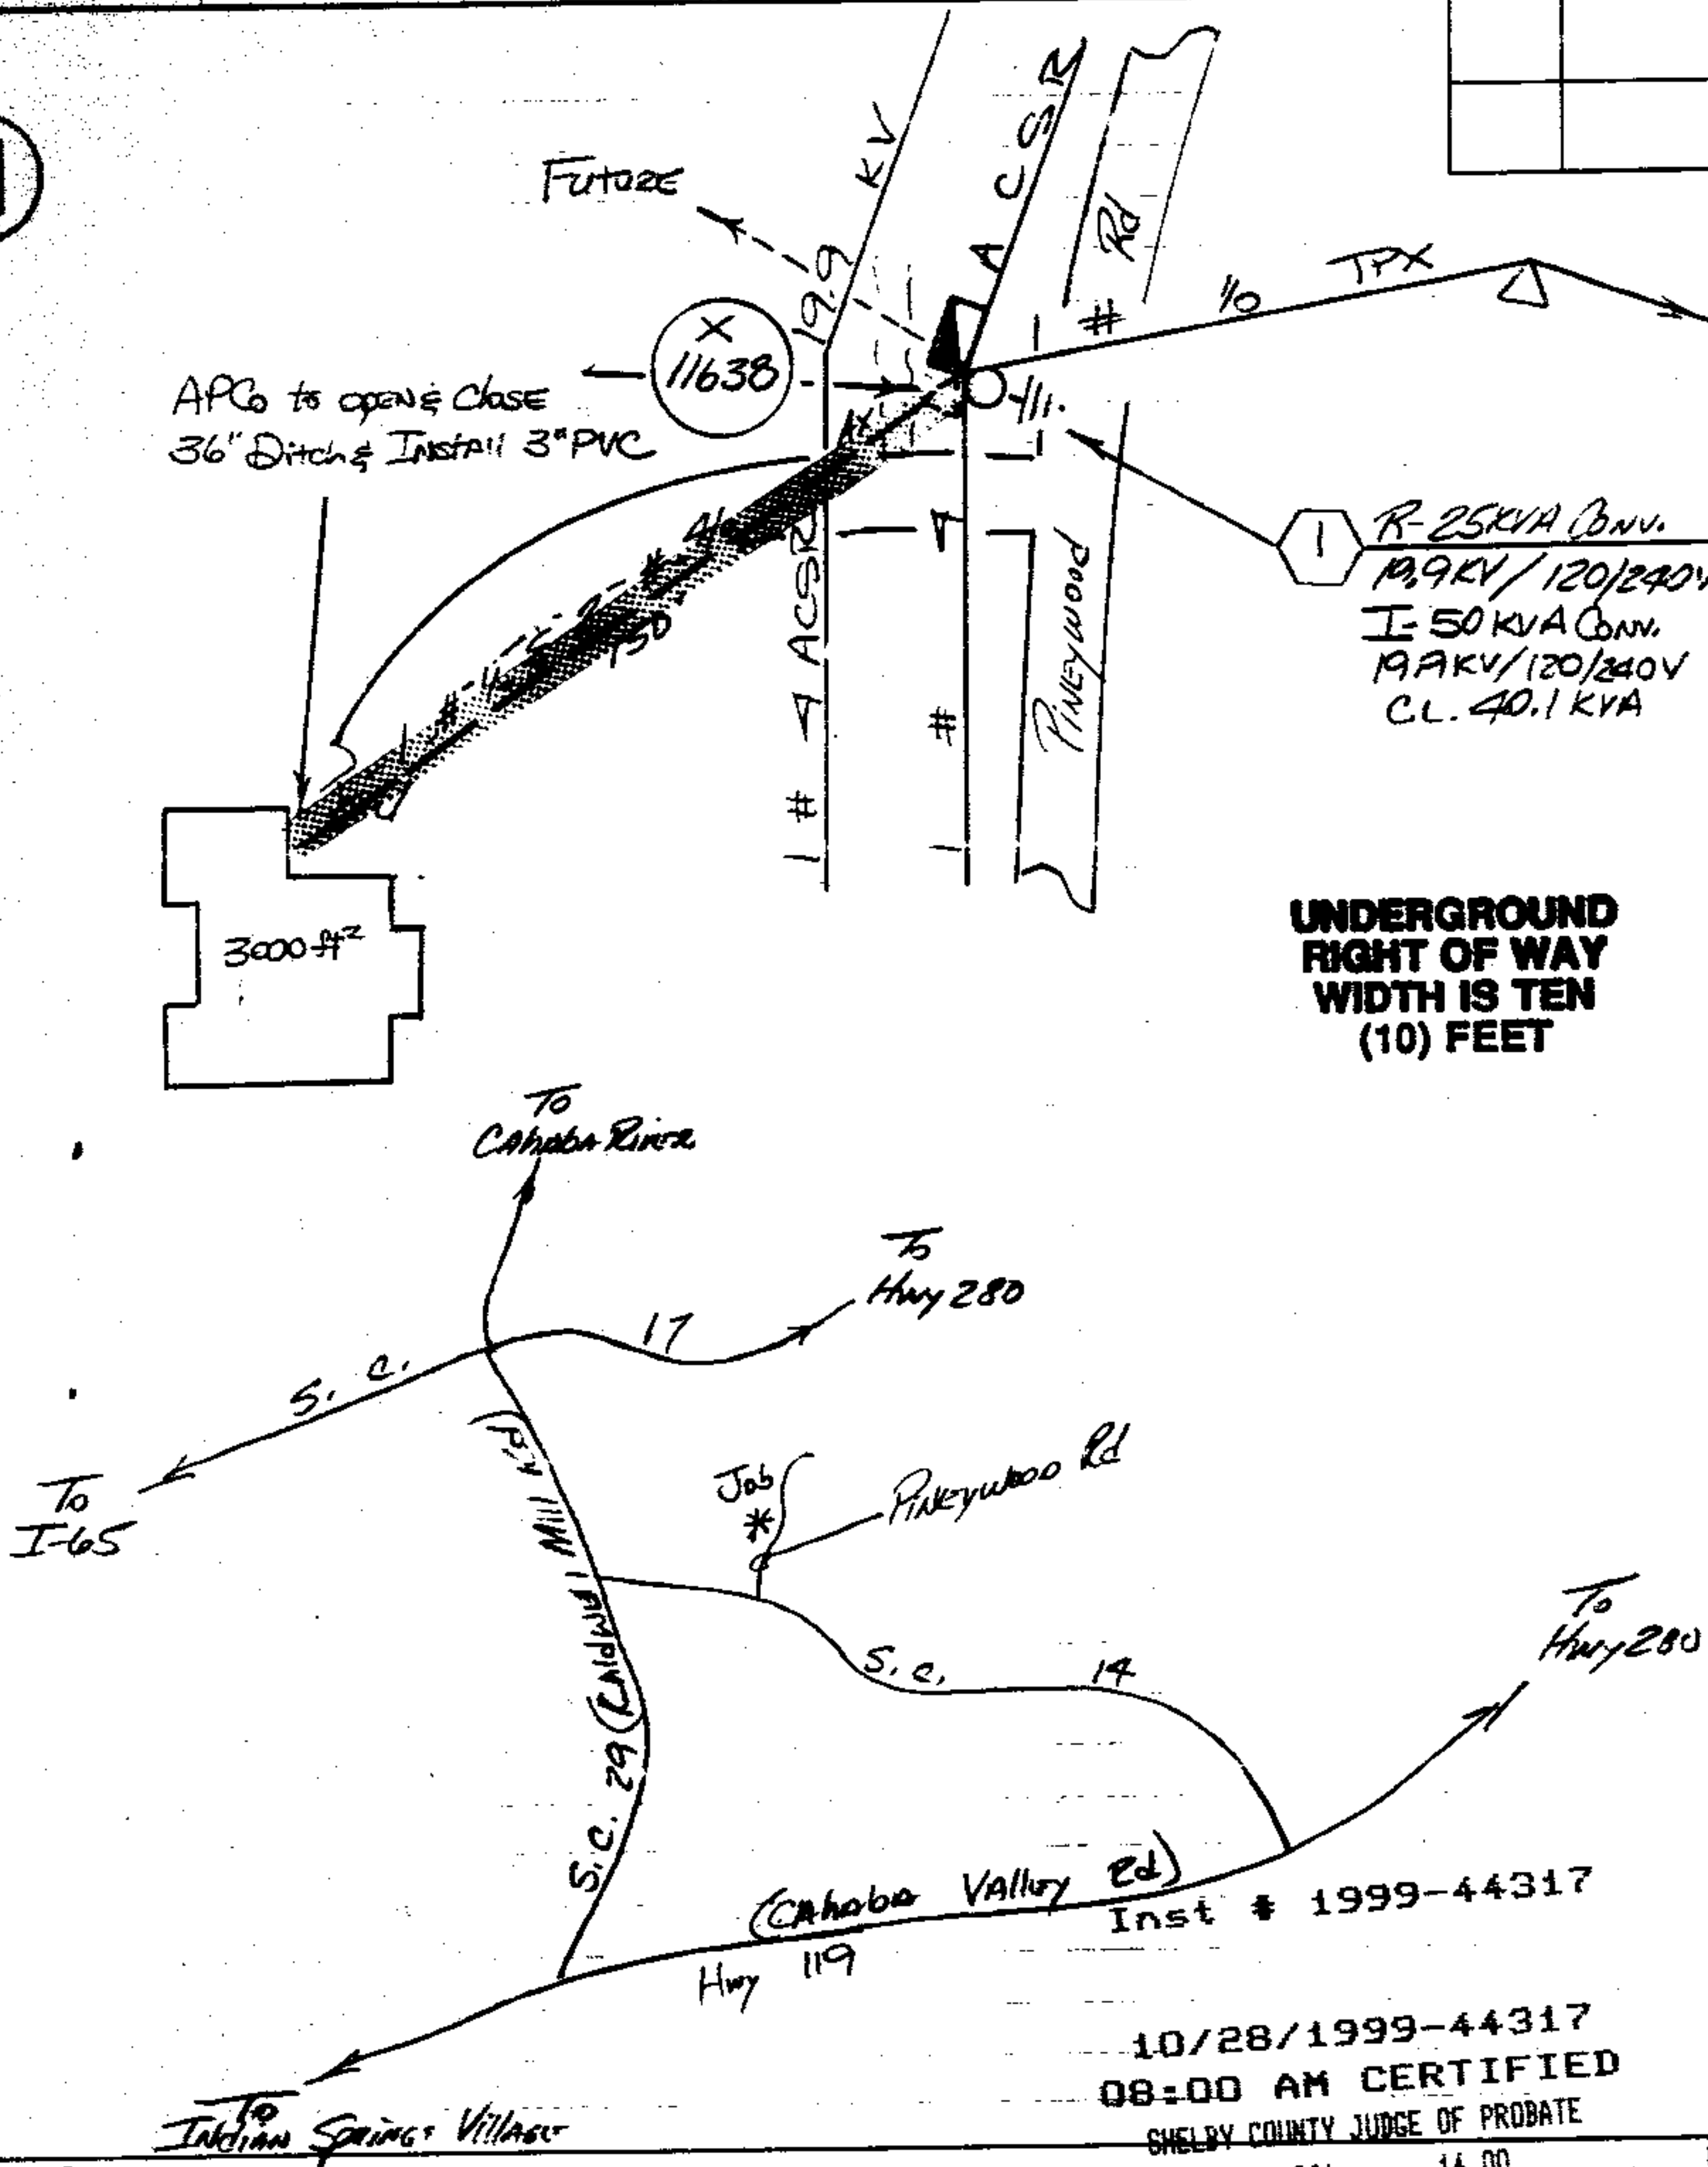 Future
19.9 KV
ACSR
Rd
# 1/0 TPX
X
11638
APCo to open & Close
36" Ditch & Install 3" PVC
1
R-25KVA Conv.
19.9KV/120/240V
I-50 KVA Conv.
19.9KV/120/240V
CL. 40.1 KVA
1 # 4 ACSR
1 # 4
Pineywood
3000 ft²
UNDERGROUND
RIGHT OF WAY
WIDTH IS TEN
(10) FEET
To
Cahaba River
To
Hwy 280
S. C. 17
To
I-65
Job
*
Pineywood Rd
S.C. 29 (Caldwell Mill Rd)
S. C. 14
To
Hwy 280
(Cahaba Valley Rd)
Hwy 119
Inst # 1999-44317
10/28/1999-44317
08:00 AM CERTIFIED
SHELBY COUNTY JUDGE OF PROBATE
14.00
To
Indian Springs Village